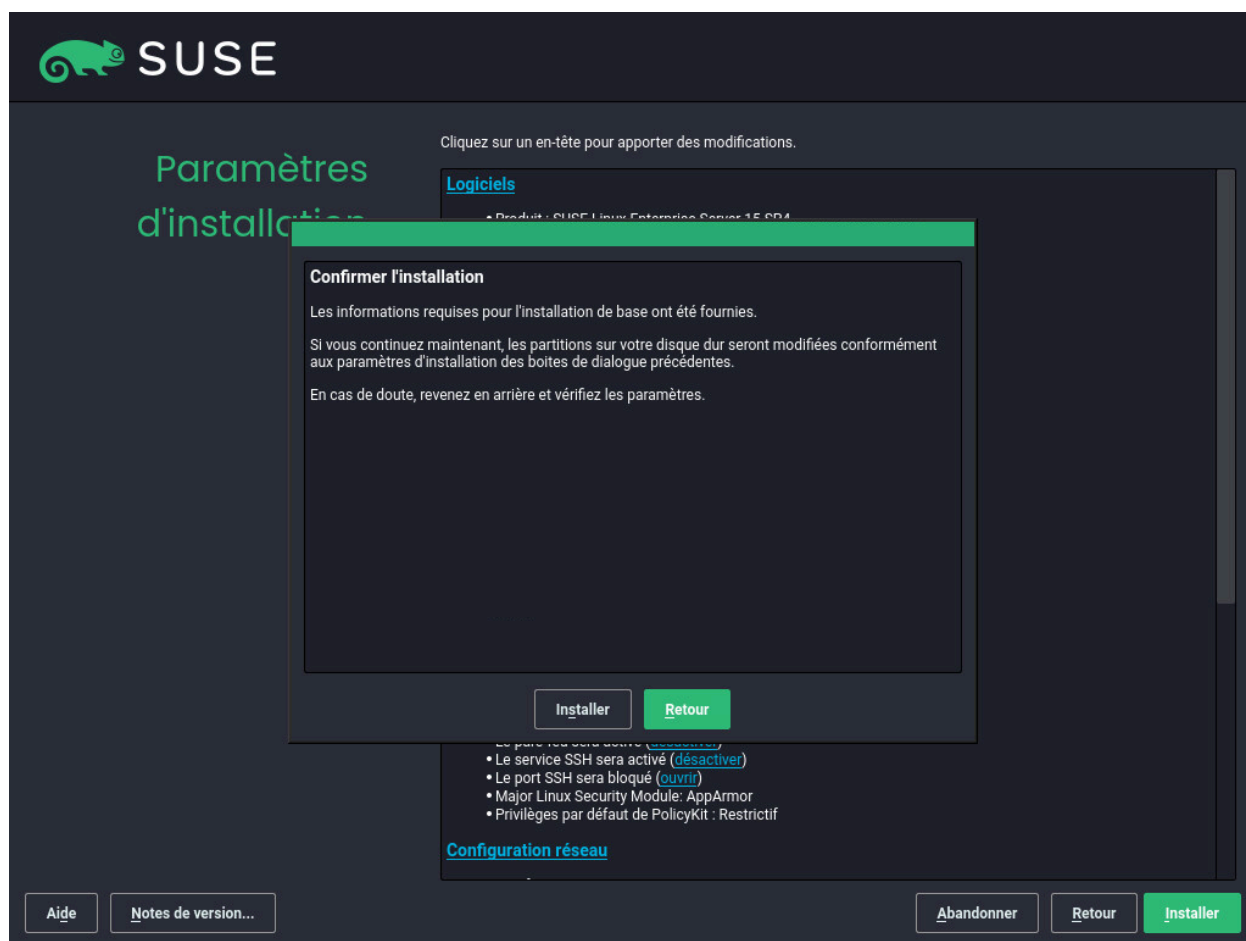 SUSE
Paramètres
Cliquez sur un en-tête pour apporter des modifications.
Logiciels
Confirmer l'installation
Les informations requises pour l'installation de base ont été fournies.
Si vous continuez maintenant, les partitions sur votre disque dur seront modifiées conformément
aux paramètres d'installation des boites de dialogue précédentes.
En cas de doute, revenez en arrière et vérifiez les paramètres.
Installer
Retour
• Le service SSH sera activé (désactiver)
• Le port SSH sera bloqué (ouvrir)
• Major Linux Security Module: AppArmor
• Privilèges par défaut de PolicyKit : Restrictif
Configuration réseau
Aide
Notes de version...
Abandonner
Retour
Installer